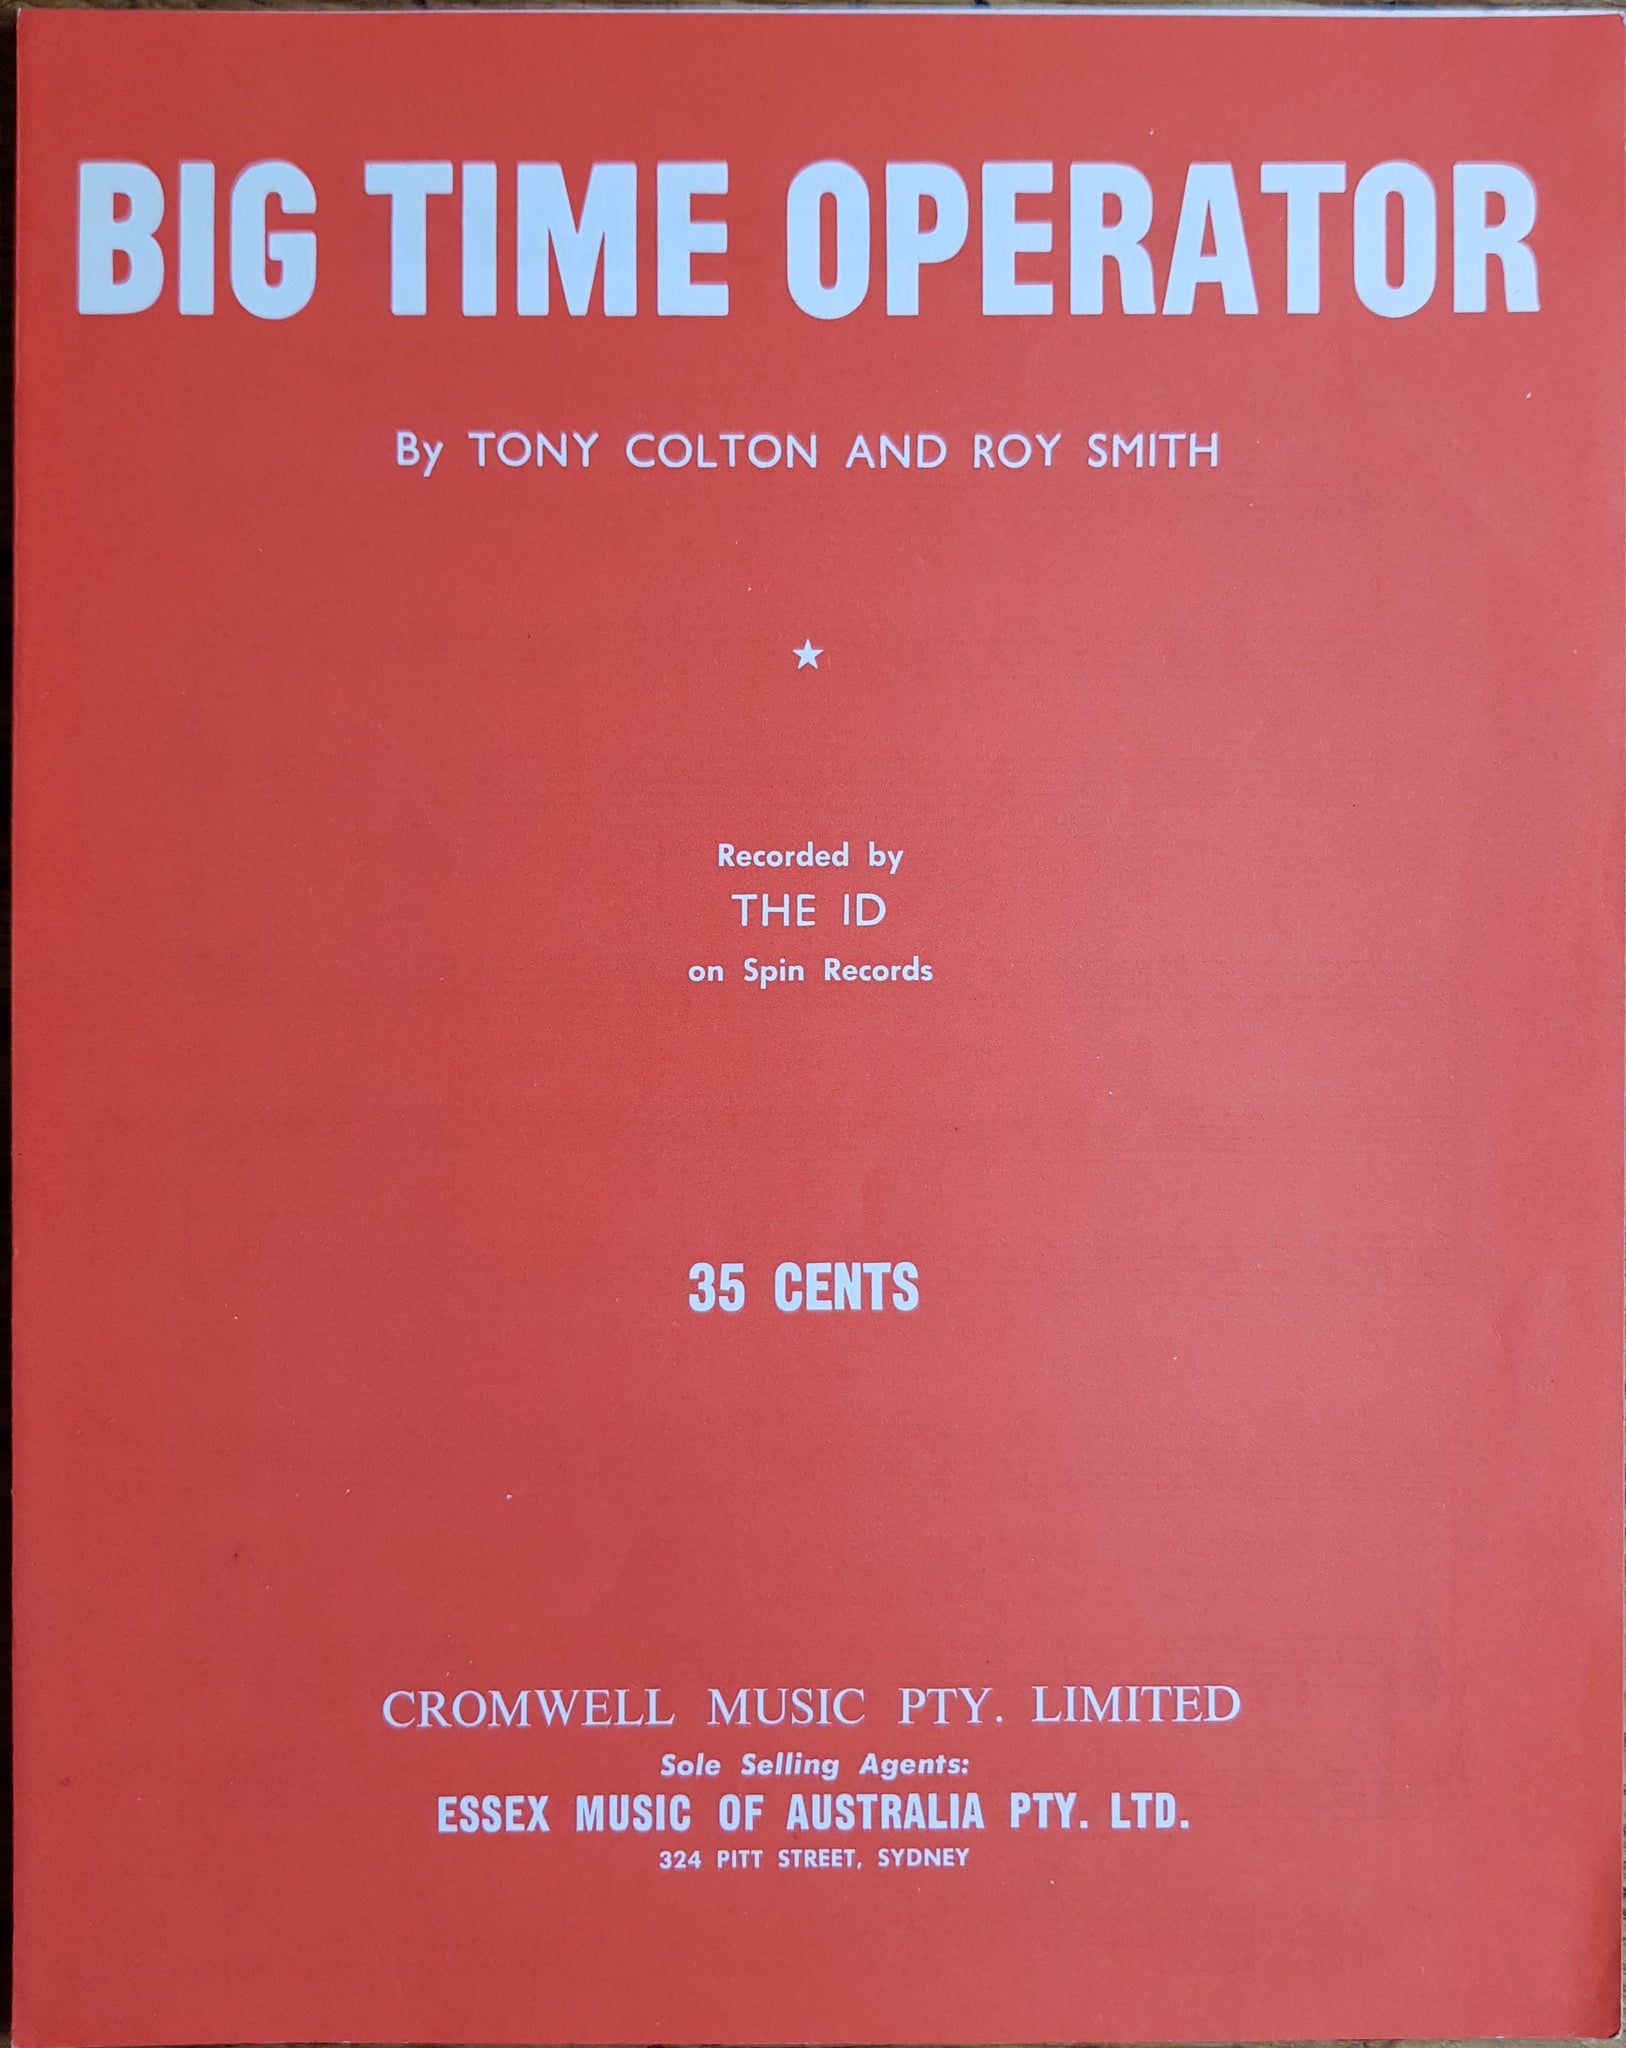 BIG TIME OPERATOR
By TONY COLTON AND ROY SMITH
Recorded by
THE ID
on Spin Records
35 CENTS
CROMWELL MUSIC PTY. LIMITED
Sole Selling Agents:
ESSEX MUSIC OF AUSTRALIA PTY. LTD.
324 PITT STREET, SYDNEY